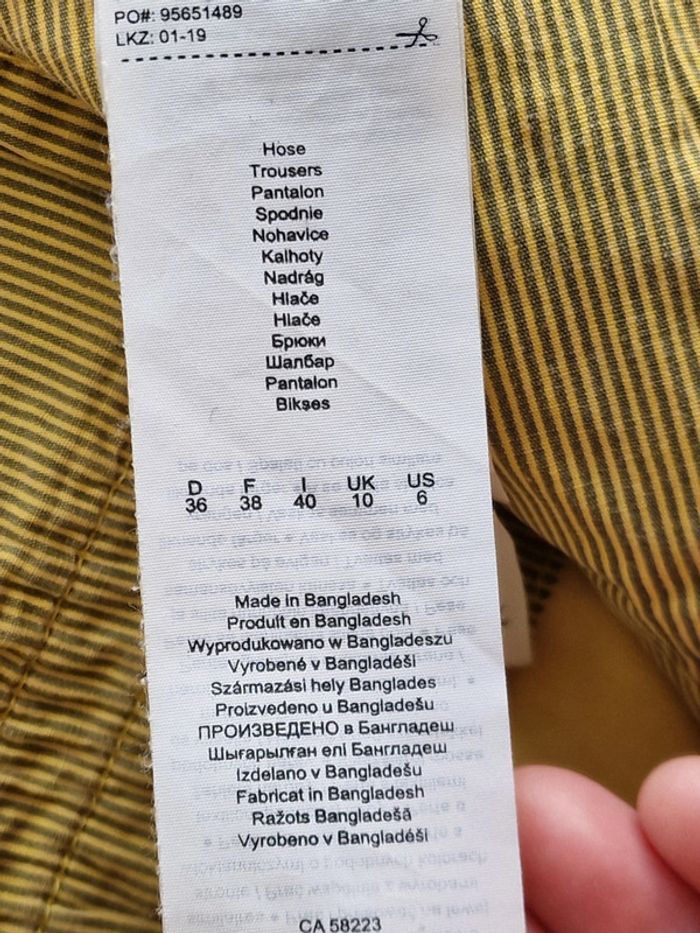 PO#: 95651489
LKZ: 01-19
Hose
Trousers
Pantalon
Spodnie
Nohavice
Kalhoty
Nadrág
Hlače
Hlače
Брюки
Шалбар
Pantalon
Bikses
D F I UK US
36 38 40 10 6
Made in Bangladesh
Produit en Bangladesh
Wyprodukowano w Bangladeszu
Vyrobené v Bangladéši
Származási hely Banglades
Proizvedeno u Bangladešu
ПРОИЗВЕДЕНО в Бангладеш
Шығарылған елі Бангладеш
Izdelano v Bangladešu
Fabricat in Bangladesh
Ražots Bangladešā
Vyrobeno v Bangladéši
CA 58223